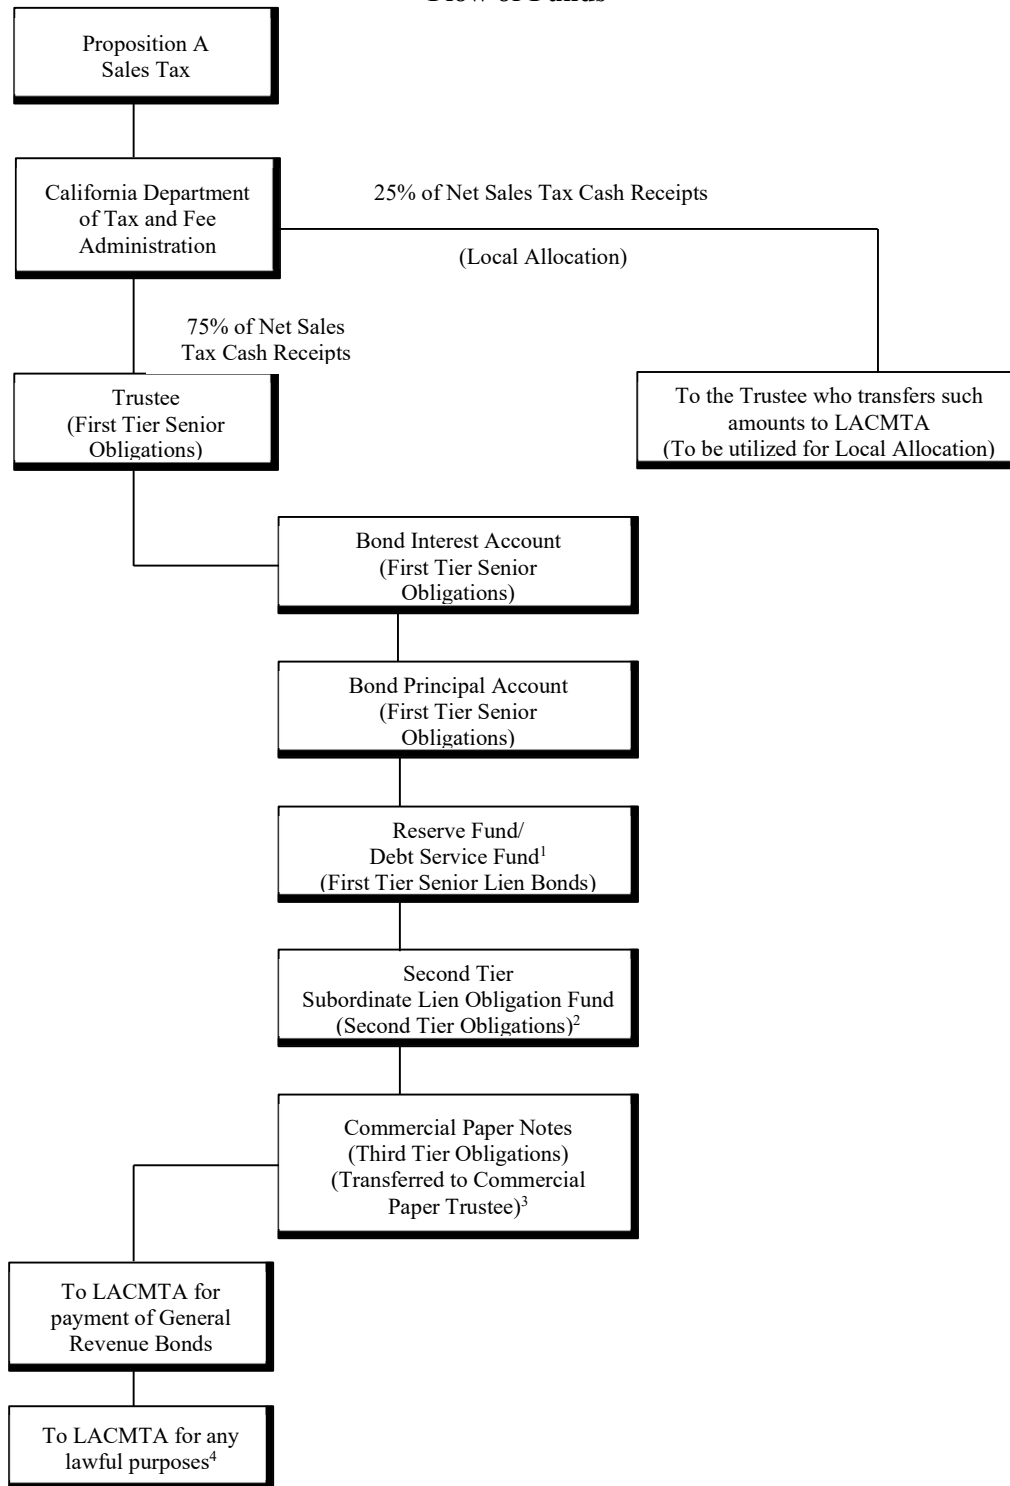 Flow of Funds
Proposition A
Sales Tax
California Department
of Tax and Fee
Administration
25% of Net Sales Tax Cash Receipts
(Local Allocation)
75% of Net Sales
Tax Cash Receipts
Trustee
(First Tier Senior
Obligations)
To the Trustee who transfers such
amounts to LACMTA
(To be utilized for Local Allocation)
Bond Interest Account
(First Tier Senior
Obligations)
Bond Principal Account
(First Tier Senior
Obligations)
Reserve Fund/
Debt Service Fund¹
(First Tier Senior Lien Bonds)
Second Tier
Subordinate Lien Obligation Fund
(Second Tier Obligations)²
Commercial Paper Notes
(Third Tier Obligations)
(Transferred to Commercial
Paper Trustee)³
To LACMTA for
payment of General
Revenue Bonds
To LACMTA for any
lawful purposes⁴